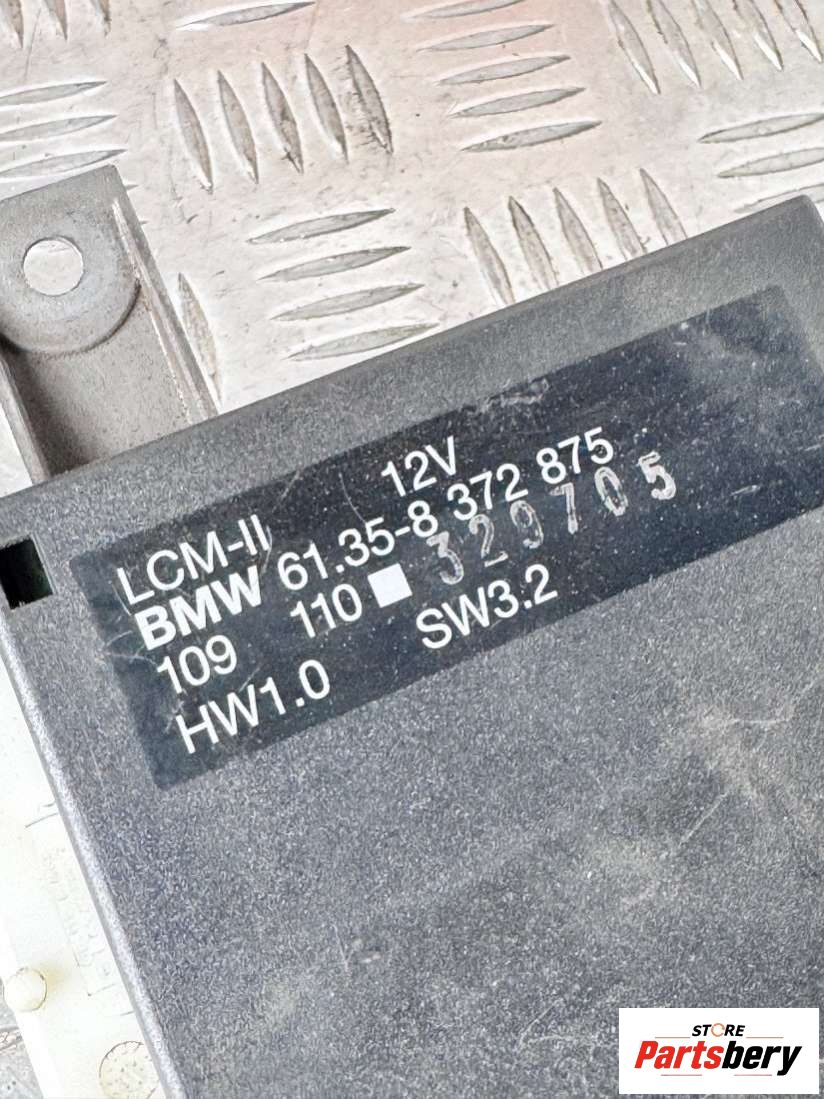 12V
LCM-II
BMW 61.35-8 372 875
109 110 329705
HW1.0 SW3.2
STORE
Partsbery